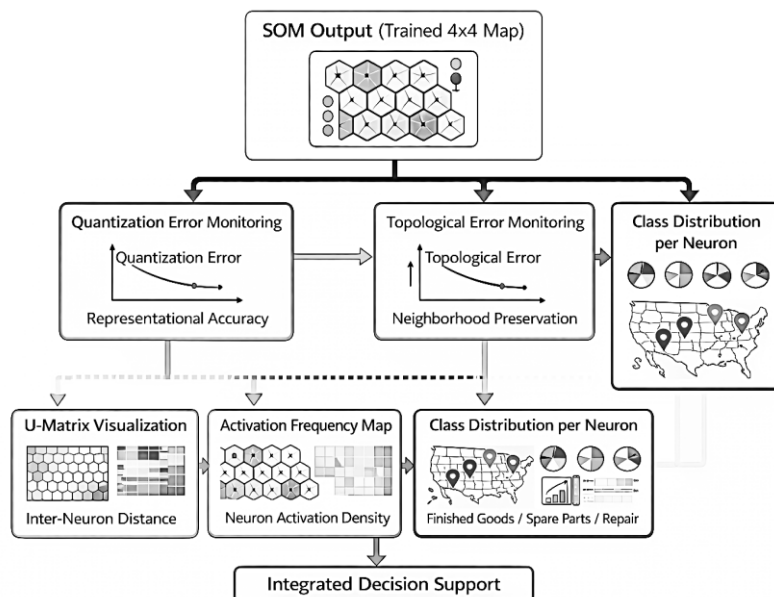 SOM Output (Trained 4x4 Map)
Quantization Error Monitoring
Quantization Error
Representational Accuracy
Topological Error Monitoring
Topological Error
Neighborhood Preservation
Class Distribution
per Neuron
U-Matrix Visualization
Inter-Neuron Distance
Activation Frequency Map
Neuron Activation Density
Class Distribution per Neuron
Finished Goods / Spare Parts / Repair
Integrated Decision Support